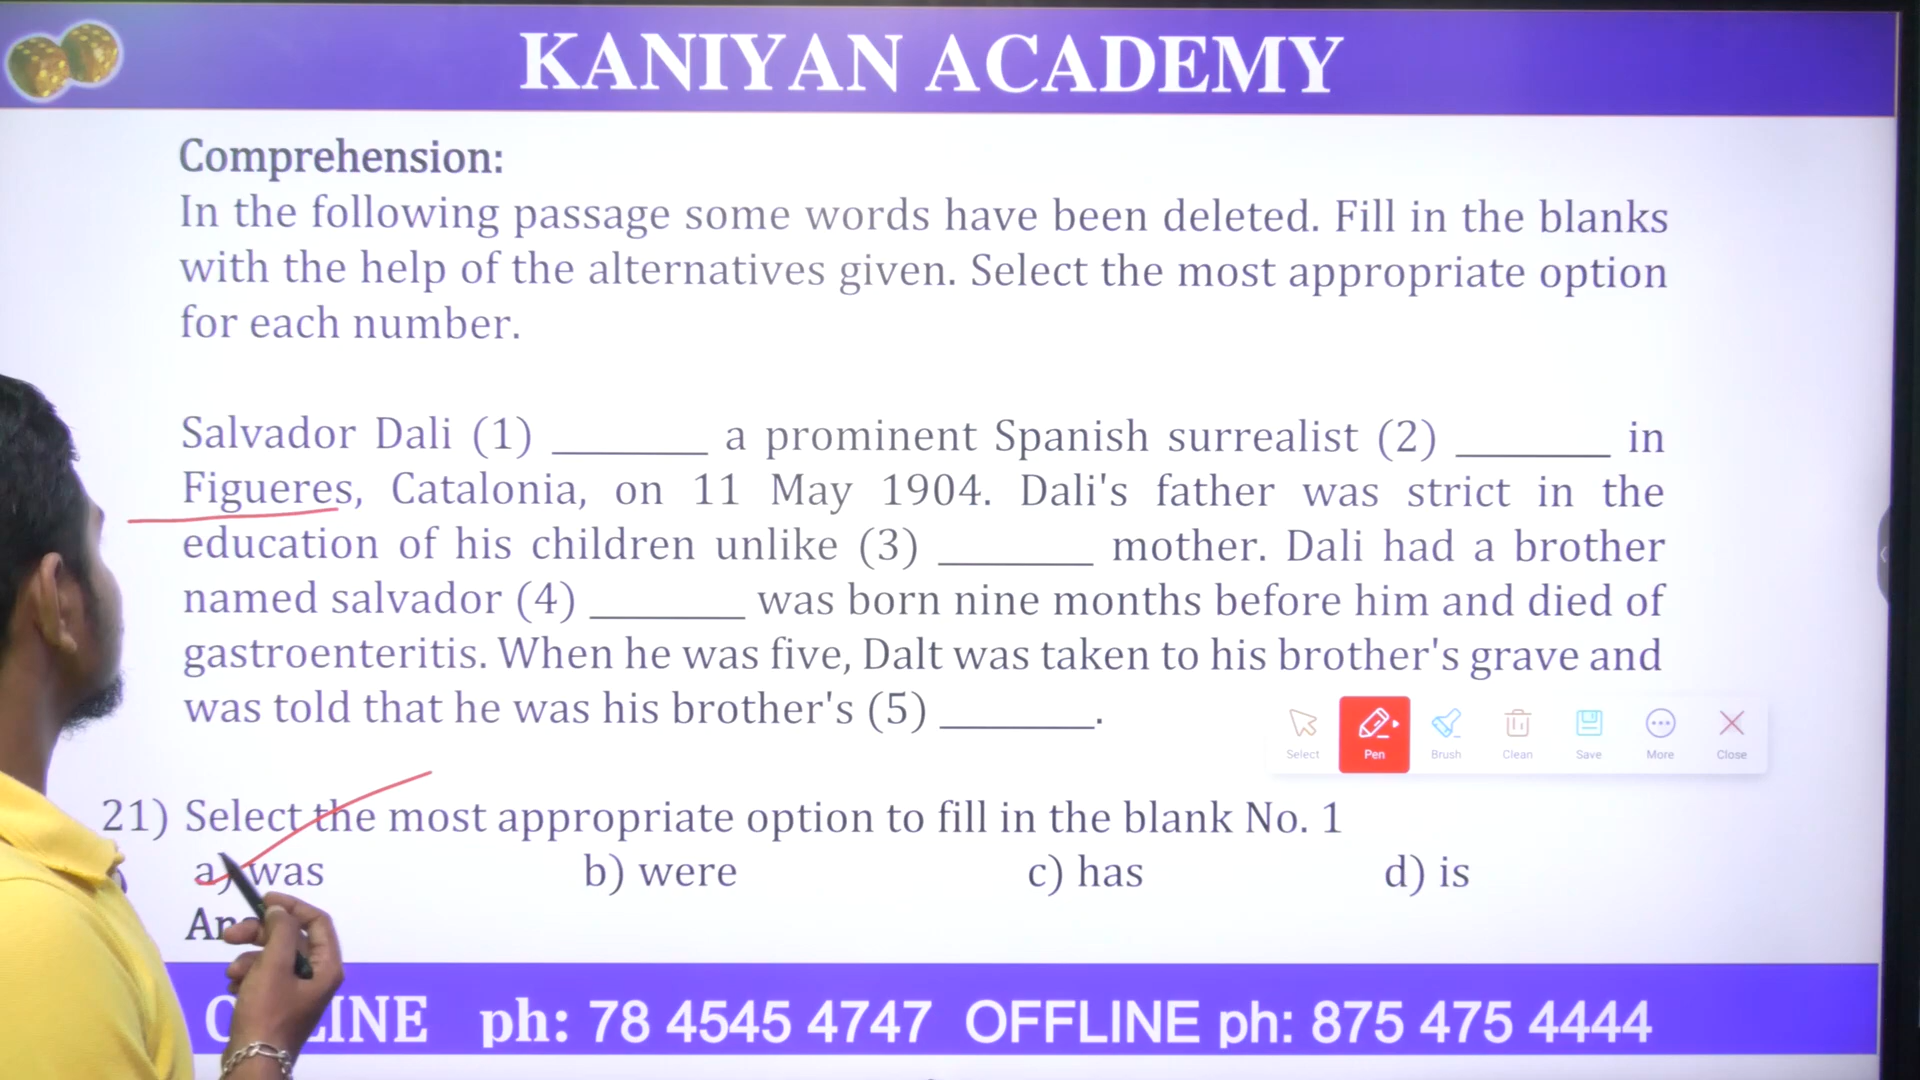 KANIYAN ACADEMY
Comprehension:
In the following passage some words have been deleted. Fill in the blanks
with the help of the alternatives given. Select the most appropriate option
for each number.
Salvador Dali (1) _______ a prominent Spanish surrealist (2) _______ in
Figueres, Catalonia, on 11 May 1904. Dali's father was strict in the
education of his children unlike (3) _______ mother. Dali had a brother
named salvador (4) _______ was born nine months before him and died of
gastroenteritis. When he was five, Dalt was taken to his brother's grave and
was told that he was his brother's (5) _______.
Select Pen Brush Clean Save More Close
21) Select the most appropriate option to fill in the blank No. 1
a) was b) were c) has d) is
ph: 78 4545 4747 OFFLINE ph: 875 475 4444